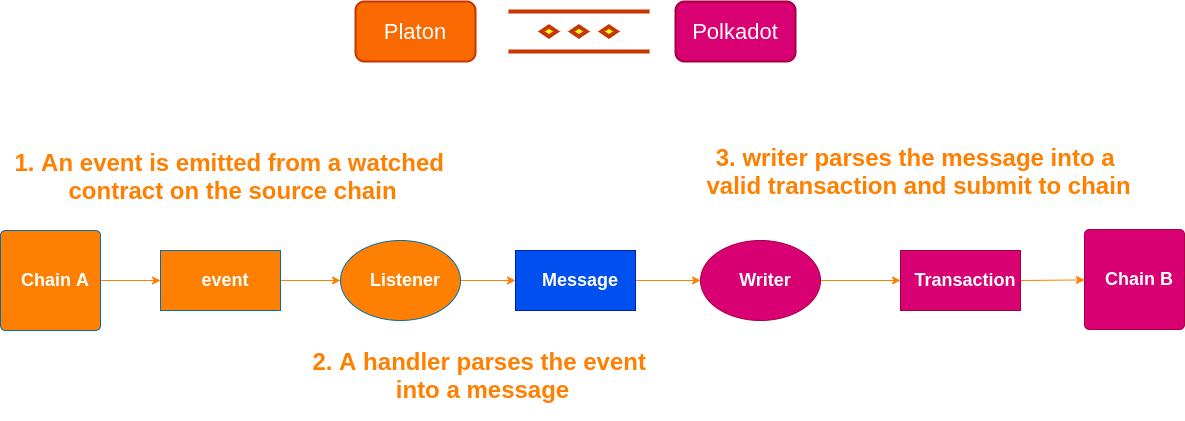 Platon
Polkadot
1. An event is emitted from a watched
contract on the source chain
3. writer parses the message into a
valid transaction and submit to chain
Chain A
event
Listener
Message
Writer
Transaction
Chain B
2. A handler parses the event
into a message